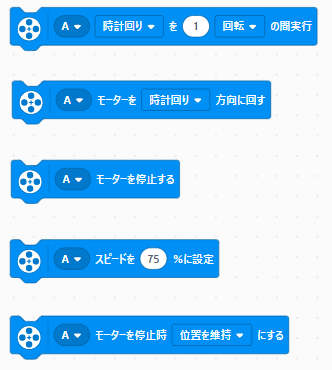 A 時計回り を 1 回転 の間実行
A モーターを 時計回り 方向に回す
A モーターを停止する
A スピードを 75 %に設定
A モーターを停止時 位置を維持 にする